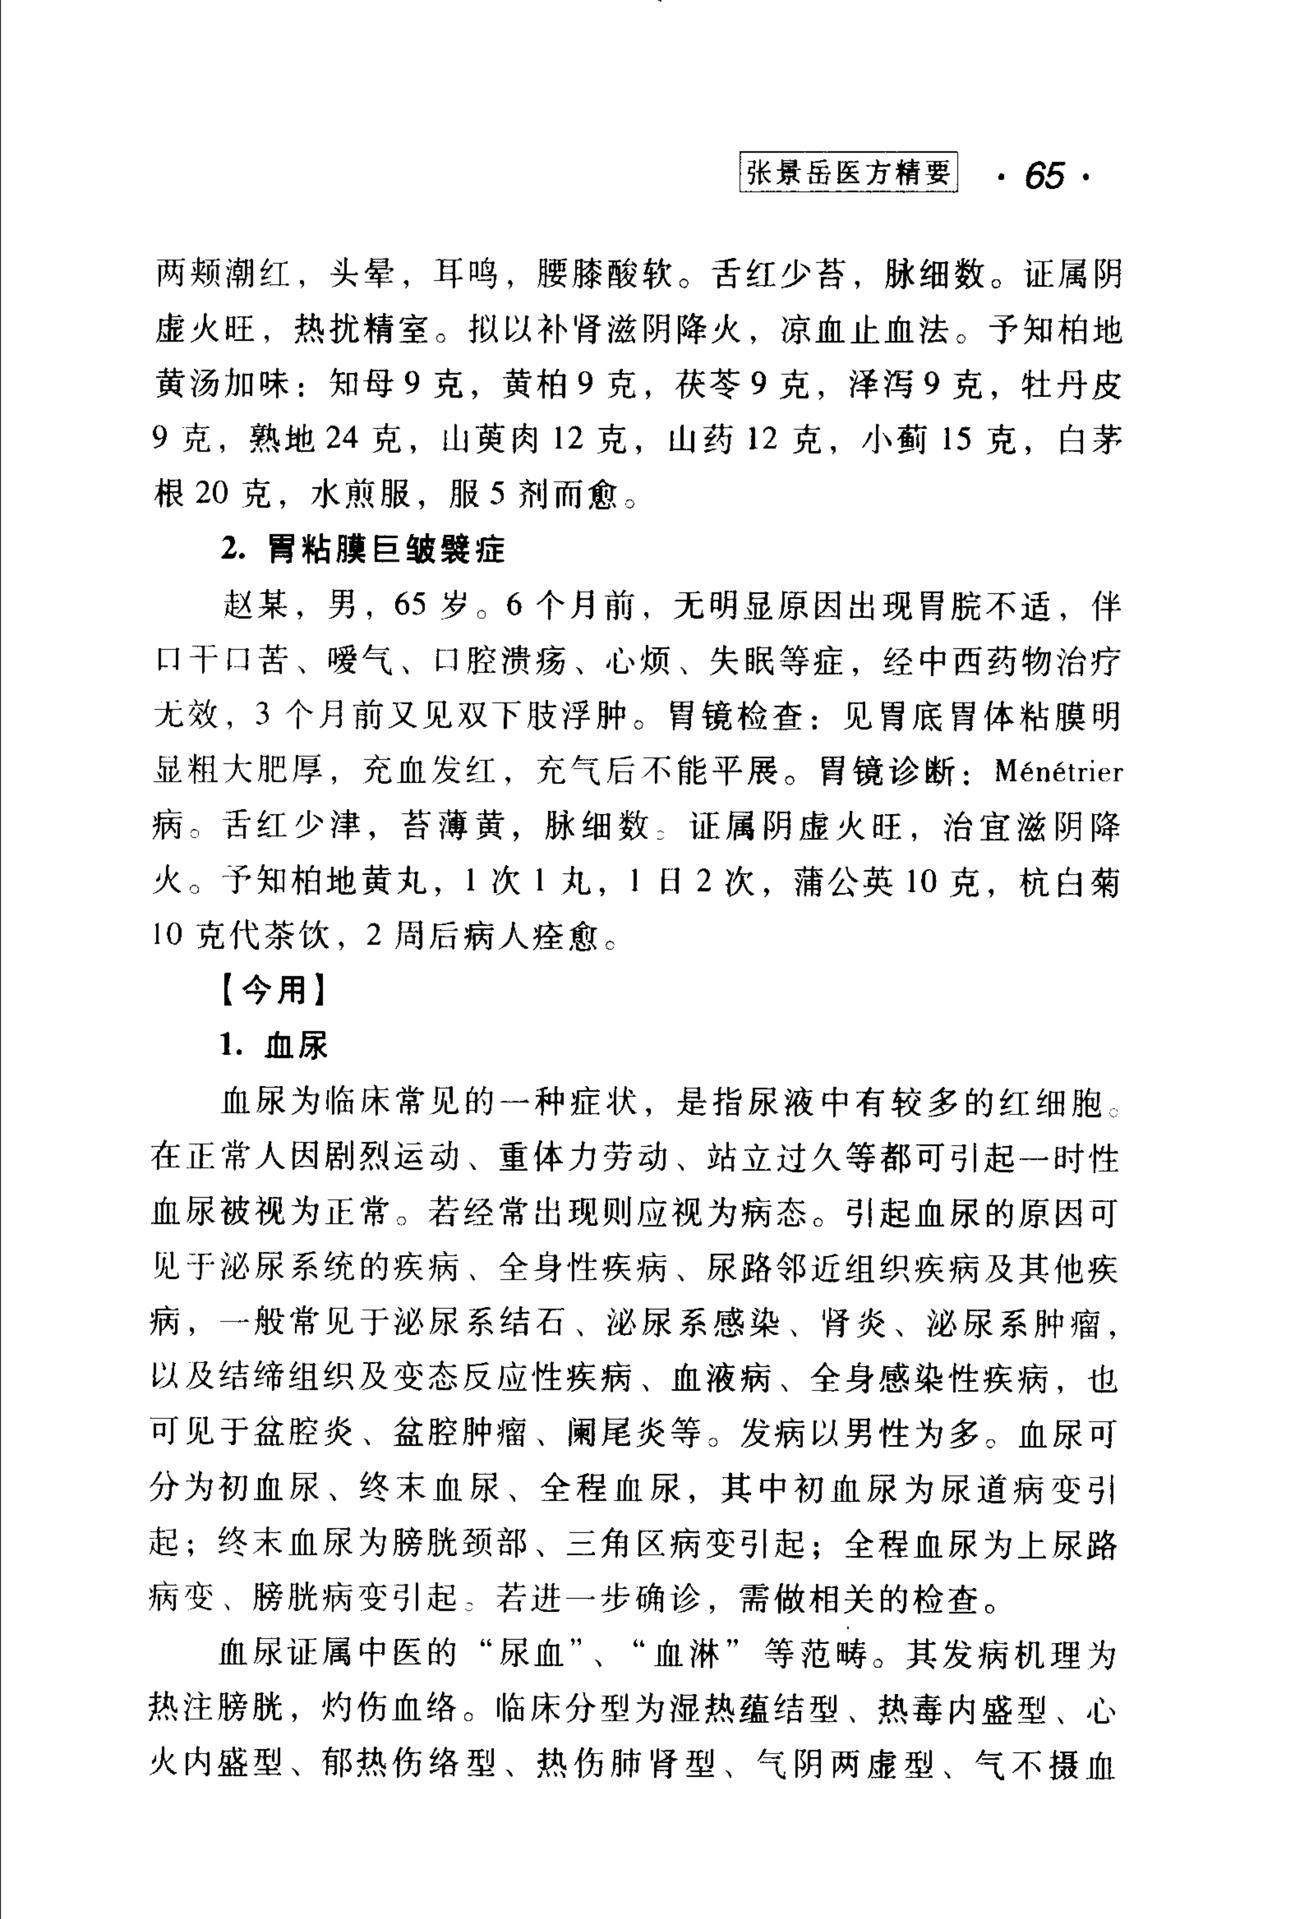 张景岳医方精要 · 65 ·
两颊潮红，头晕，耳鸣，腰膝酸软。舌红少苔，脉细数。证属阴
虚火旺，热扰精室。拟以补肾滋阴降火，凉血止血法。予知柏地
黄汤加味：知母 9 克，黄柏 9 克，茯苓 9 克，泽泻 9 克，牡丹皮
9 克，熟地 24 克，山萸肉 12 克，山药 12 克，小蓟 15 克，白茅
根 20 克，水煎服，服 5 剂而愈。
2. 胃粘膜巨皱襞症
赵某，男，65 岁。6 个月前，无明显原因出现胃脘不适，伴
口干口苦、嗳气、口腔溃疡、心烦、失眠等症，经中西药物治疗
无效，3 个月前又见双下肢浮肿。胃镜检查：见胃底胃体粘膜明
显粗大肥厚，充血发红，充气后不能平展。胃镜诊断：Ménétrier
病。舌红少津，苔薄黄，脉细数。证属阴虚火旺，治宜滋阴降
火。予知柏地黄丸，1 次 1 丸，1 日 2 次，蒲公英 10 克，杭白菊
10 克代茶饮，2 周后病人痊愈。
【今用】
1. 血尿
血尿为临床常见的一种症状，是指尿液中有较多的红细胞。
在正常人因剧烈运动、重体力劳动、站立过久等都可引起一时性
血尿被视为正常。若经常出现则应视为病态。引起血尿的原因可
见于泌尿系统的疾病、全身性疾病、尿路邻近组织疾病及其他疾
病，一般常见于泌尿系结石、泌尿系感染、肾炎、泌尿系肿瘤，
以及结缔组织及变态反应性疾病、血液病、全身感染性疾病，也
可见于盆腔炎、盆腔肿瘤、阑尾炎等。发病以男性为多。血尿可
分为初血尿、终末血尿、全程血尿，其中初血尿为尿道病变引
起；终末血尿为膀胱颈部、三角区病变引起；全程血尿为上尿路
病变、膀胱病变引起。若进一步确诊，需做相关的检查。
血尿证属中医的“尿血”、“血淋”等范畴。其发病机理为
热注膀胱，灼伤血络。临床分型为湿热蕴结型、热毒内盛型、心
火内盛型、郁热伤络型、热伤肺肾型、气阴两虚型、气不摄血